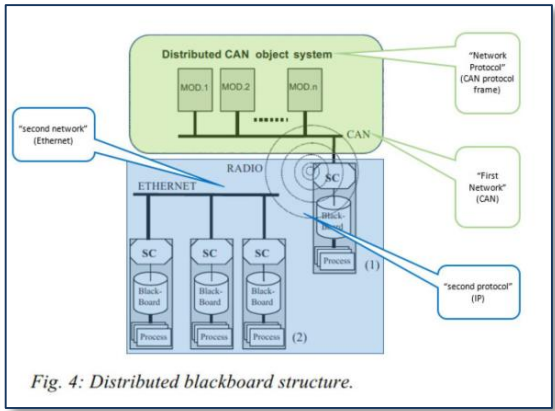 Distributed CAN object system
"Network
Protocol"
(CAN protocol
frame)
MOD.1
MOD.2
MOD.n
"second network"
(Ethernet)
CAN
RADIO
ETHERNET
SC
"First
Network"
(CAN)
Black-
Board
Process
(1)
SC
SC
SC
"second protocol"
(IP)
Black-
Board
Black-
Board
Black-
Board
Process
Process
Process
(2)
Fig. 4: Distributed blackboard structure.